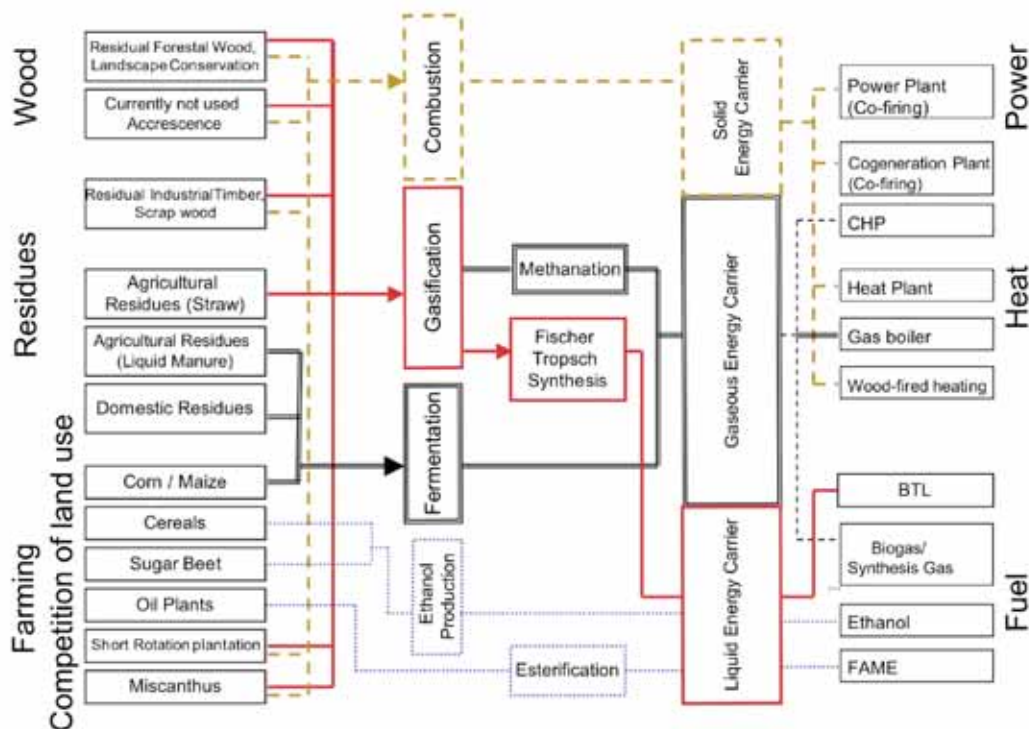 Wood
Residues
Farming
Competition of land use
Residual Forestal Wood,
Landscape Conservation
Currently not used
Accrescence
Residual Industrial Timber,
Scrap wood
Agricultural
Residues (Straw)
Agricultural Residues
(Liquid Manure)
Domestic Residues
Corn / Maize
Cereals
Sugar Beet
Oil Plants
Short Rotation plantation
Miscanthus
Combustion
Gasification
Fermentation
Ethanol
Production
Methanation
Fischer
Tropsch
Synthesis
Esterification
Solid
Energy Carrier
Gaseous Energy Carrier
Liquid Energy Carrier
Power Plant
(Co-firing)
Cogeneration Plant
(Co-firing)
CHP
Heat Plant
Gas boiler
Wood-fired heating
BTL
Biogas/
Synthesis Gas
Ethanol
FAME
Power
Heat
Fuel